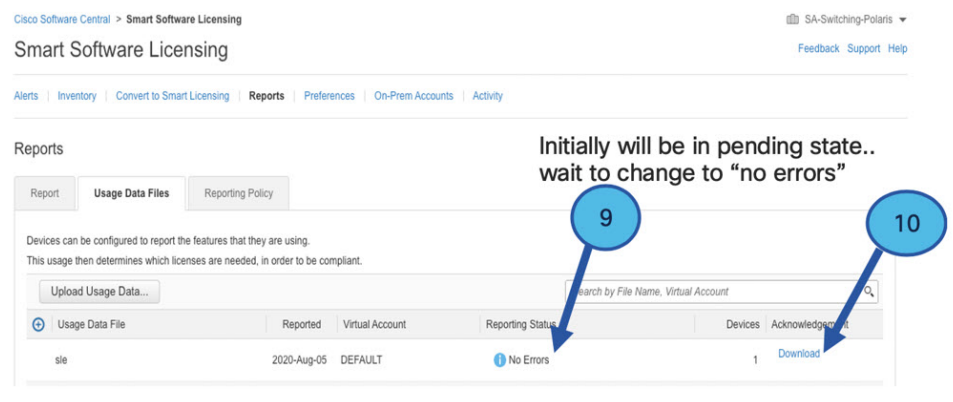 Cisco Software Central > Smart Software Licensing
SA-Switching-Polaris
Smart Software Licensing
Feedback Support Help
Alerts | Inventory | Convert to Smart Licensing | Reports | Preferences | On-Prem Accounts | Activity
Reports
Initially will be in pending state..
wait to change to “no errors”
Report Usage Data Files Reporting Policy
9
10
Devices can be configured to report the features that they are using.
This usage then determines which licenses are needed, in order to be compliant.
Upload Usage Data...
Search by File Name, Virtual Account
Usage Data File Reported Virtual Account Reporting Status Devices Acknowledgement
sle 2020-Aug-05 DEFAULT No Errors 1 Download